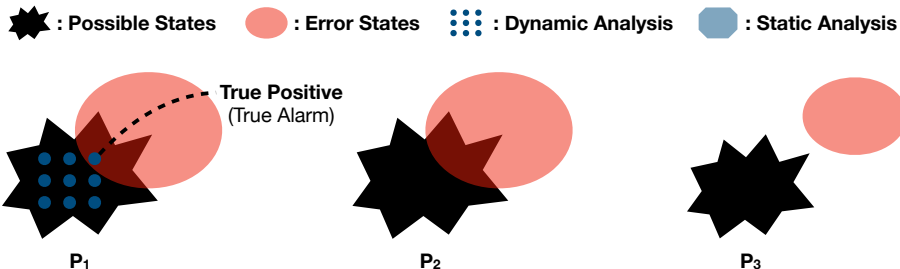 : Possible States : Error States : Dynamic Analysis : Static Analysis
True Positive
(True Alarm)
P1 P2 P3